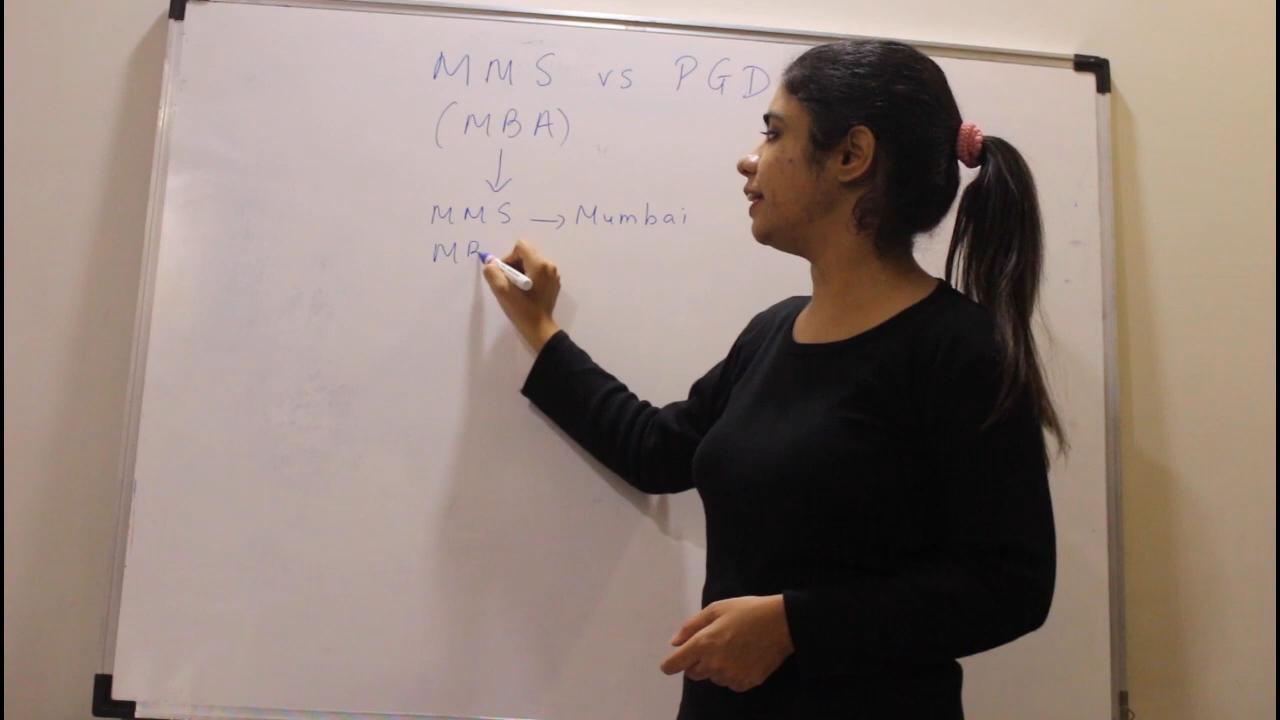 MMS vs PGD
(MBA)
MMS → Mumbai
MB